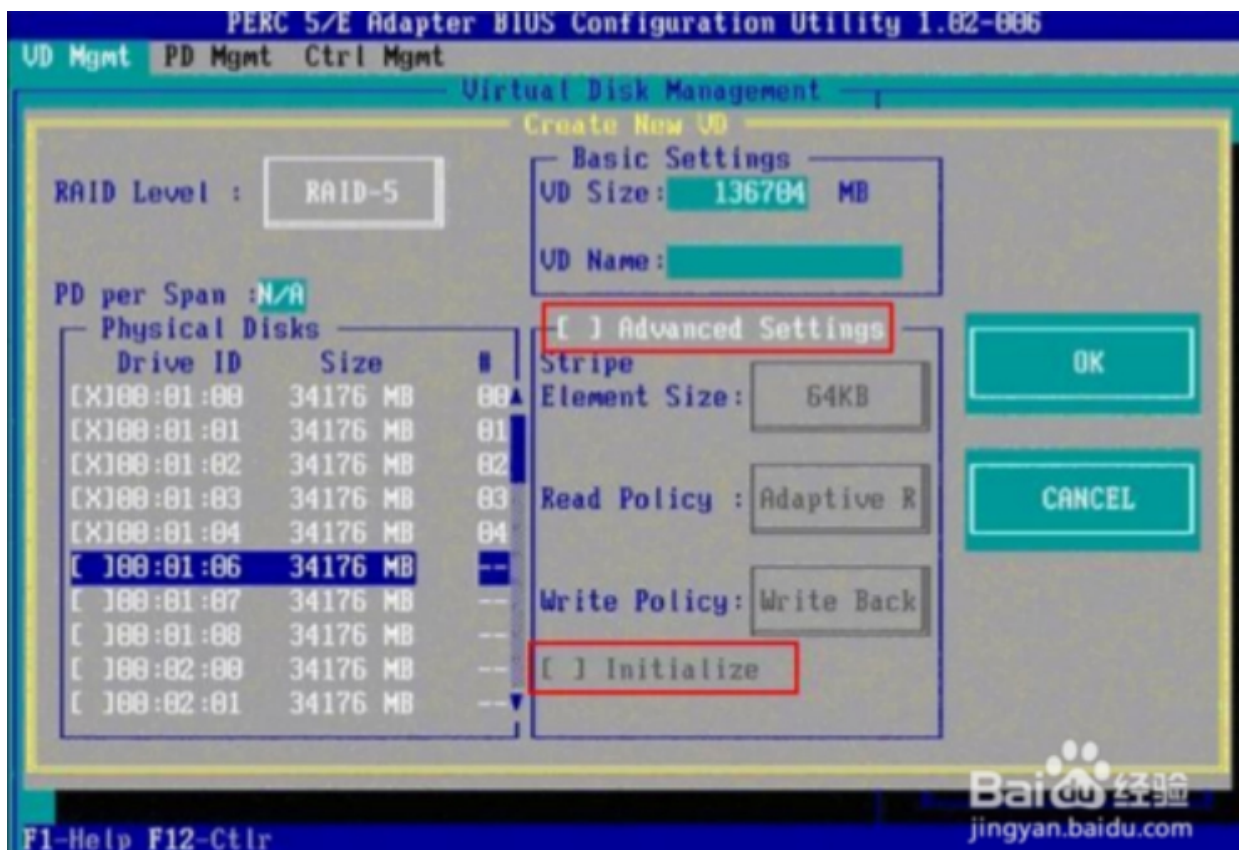 PERC 5/E Adapter BIOS Configuration Utility 1.02-006
VD Mgmt PD Mgmt Ctrl Mgmt
Virtual Disk Management
Create New VD
RAID Level : RAID-5
Basic Settings
VD Size: 136704 MB
VD Name:
PD per Span :N/A
Physical Disks
Drive ID Size #
[X]00:01:00 34176 MB 00
[X]00:01:01 34176 MB 01
[X]00:01:02 34176 MB 02
[X]00:01:03 34176 MB 03
[X]00:01:04 34176 MB 04
[ ]00:01:06 34176 MB --
[ ]00:01:07 34176 MB --
[ ]00:01:08 34176 MB --
[ ]00:02:00 34176 MB --
[ ]00:02:01 34176 MB --
[ ] Advanced Settings
Stripe
Element Size: 64KB
Read Policy : Adaptive R
Write Policy: Write Back
[ ] Initialize
OK
CANCEL
F1-Help F12-Ctlr
Baidu经验
jingyan.baidu.com